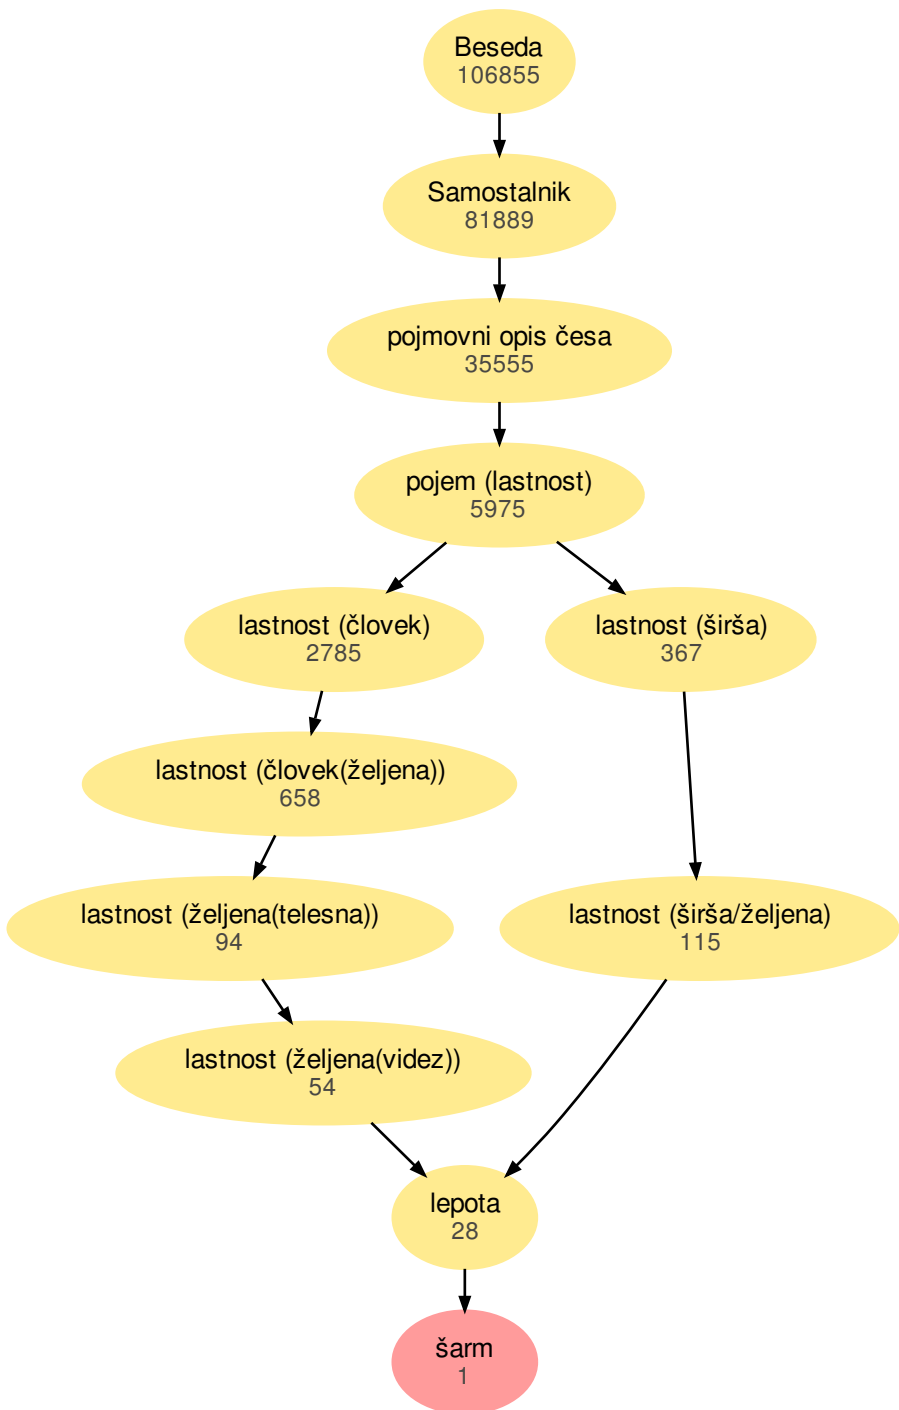 Beseda
106855
Samostalnik
81889
pojmovni opis česa
35555
pojem (lastnost)
5975
lastnost (človek)
2785
lastnost (širša)
367
lastnost (človek(željena))
658
lastnost (željena(telesna))
94
lastnost (širša/željena)
115
lastnost (željena(videz))
54
lepota
28
šarm
1